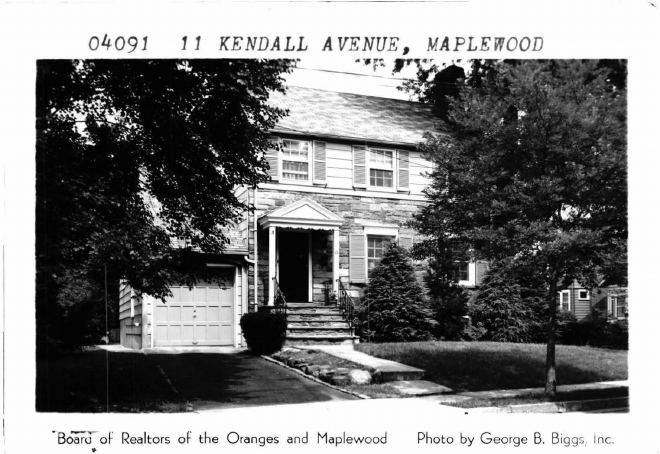 04091 11 KENDALL AVENUE, MAPLEWOOD
Board of Realtors of the Oranges and Maplewood Photo by George B. Biggs, Inc.